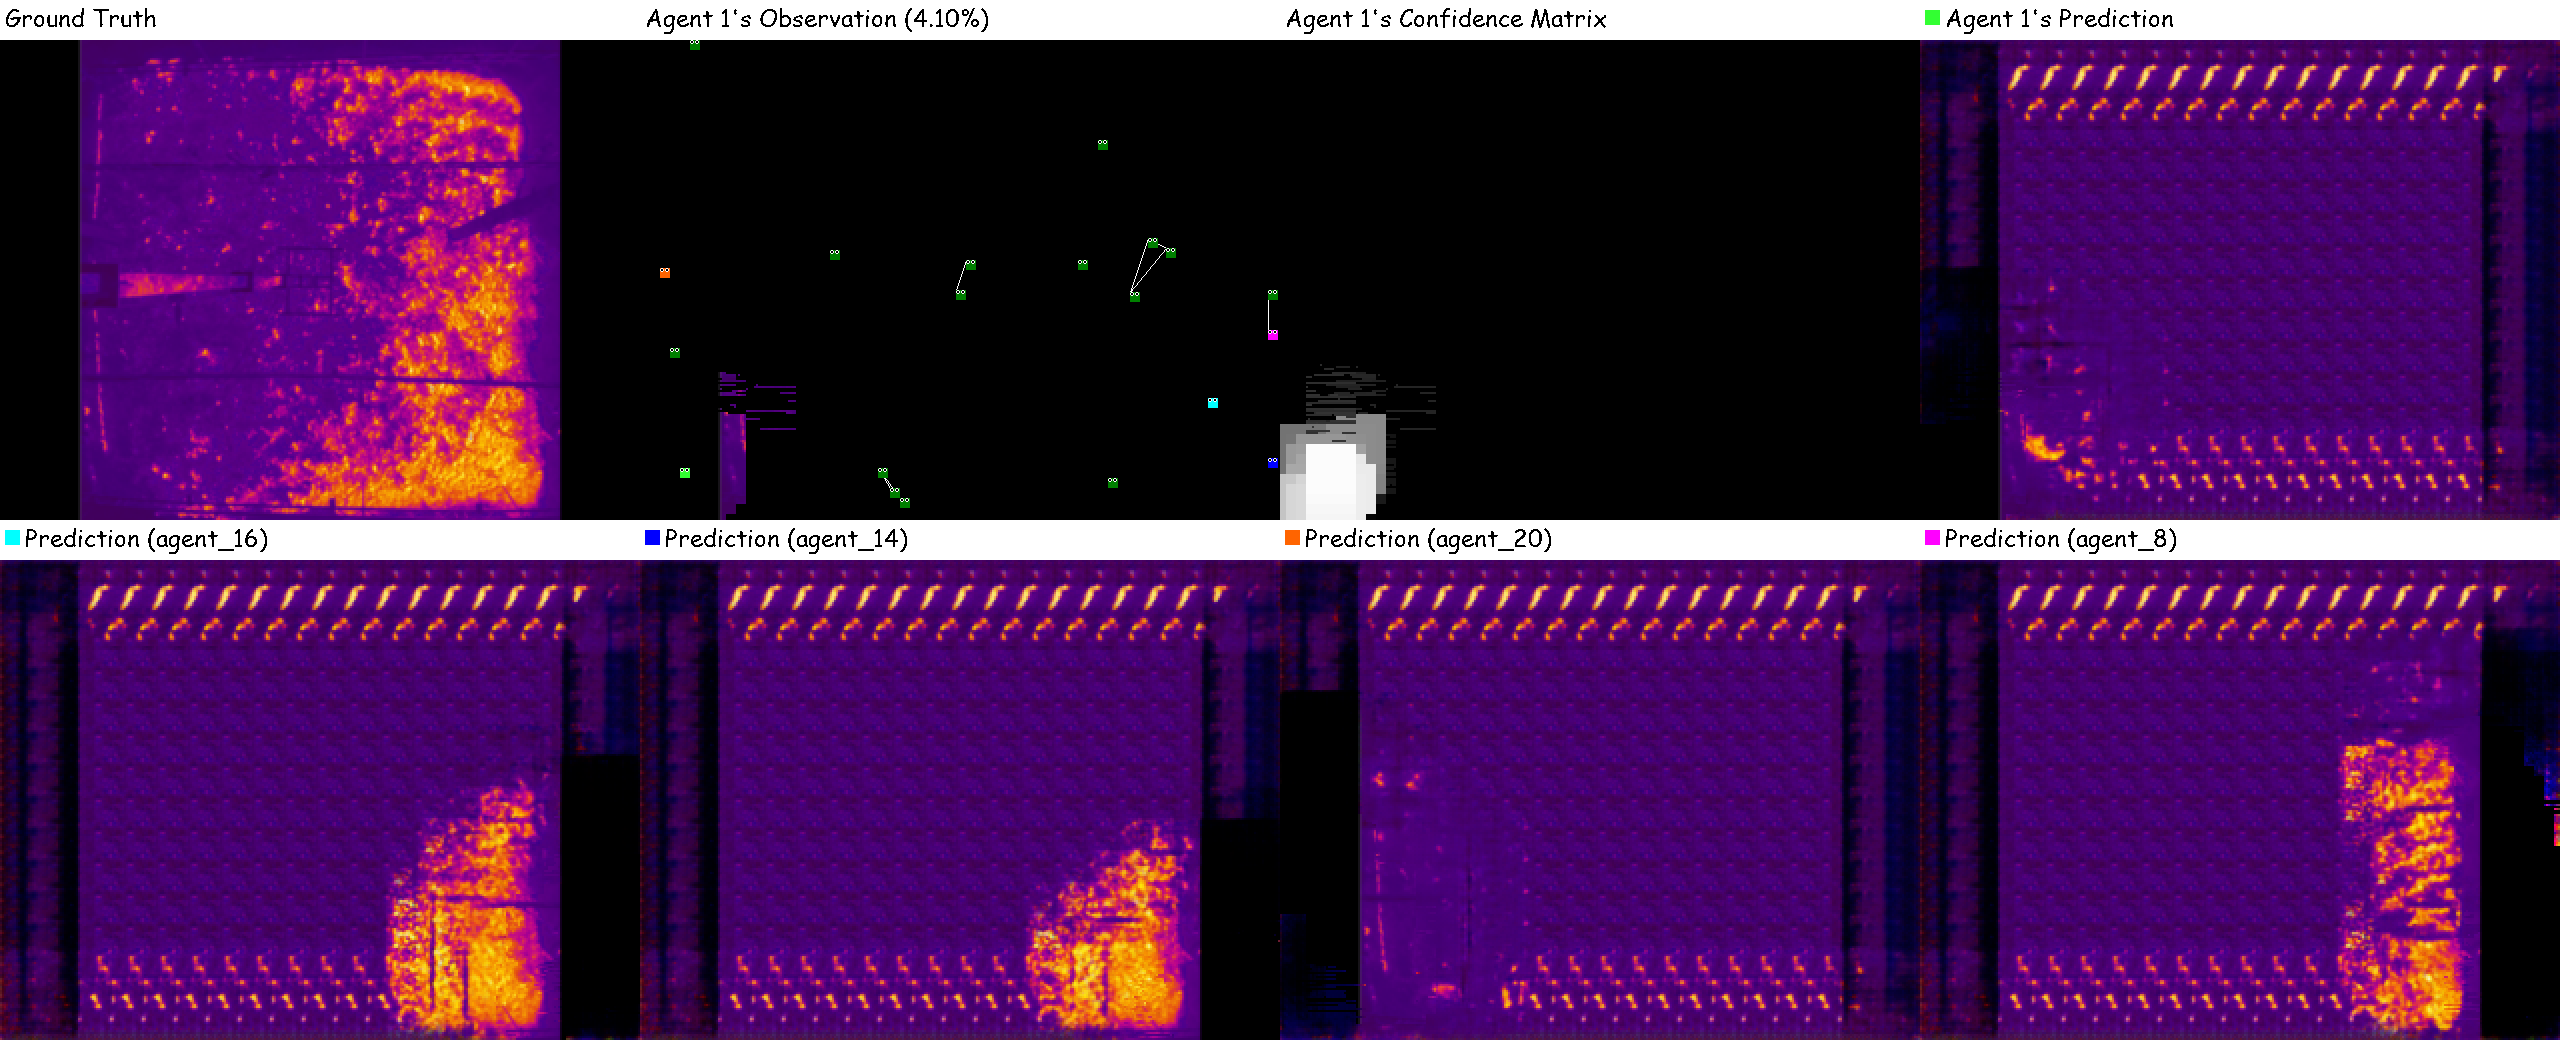 Ground Truth
Agent 1's Observation (4.10%)
Agent 1's Confidence Matrix
Agent 1's Prediction
Prediction (agent_16)
Prediction (agent_14)
Prediction (agent_20)
Prediction (agent_8)